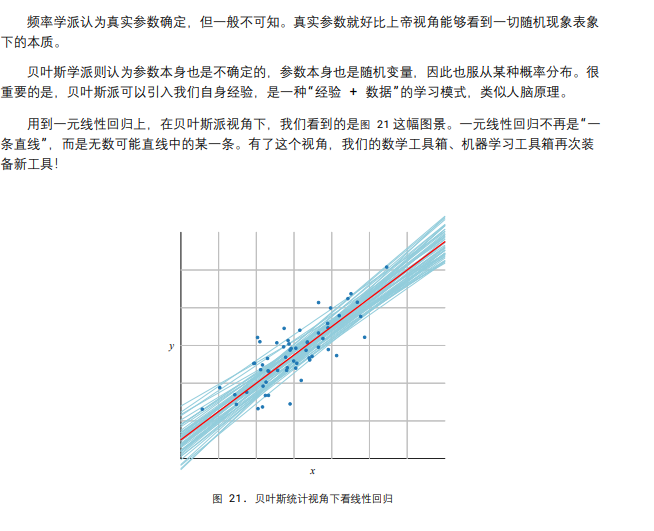 频率学派认为真实参数确定，但一般不可知。真实参数就好比上帝视角能够看到一切随机现象表象
下的本质。
贝叶斯学派则认为参数本身也是不确定的，参数本身也是随机变量，因此也服从某种概率分布。很
重要的是，贝叶斯派可以引入我们自身经验，是一种“经验 + 数据”的学习模式，类似人脑原理。
用到一元线性回归上，在贝叶斯派视角下，我们看到的是图 21 这幅图景。一元线性回归不再是“一
条直线”，而是无数可能直线中的某一条。有了这个视角，我们的数学工具箱、机器学习工具箱再次装
备新工具！
y
x
图 21. 贝叶斯统计视角下看线性回归